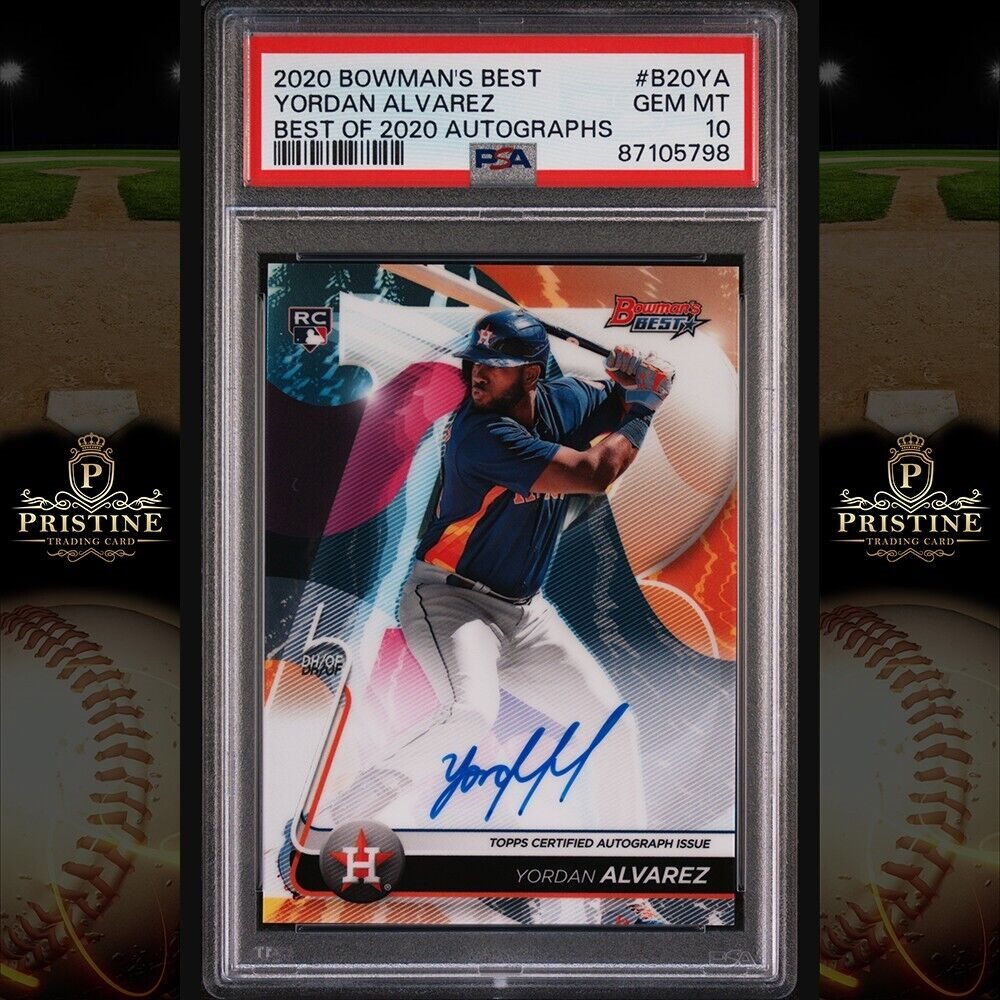 2020 BOWMAN'S BEST #B20YA
YORDAN ALVAREZ GEM MT
BEST OF 2020 AUTOGRAPHS 10
PSA 87105798
RC
Bowman's
BEST
P
PRISTINE
TRADING CARD
P
PRISTINE
TRADING CARD
DH/OF
TOPPS CERTIFIED AUTOGRAPH ISSUE
H
YORDAN ALVAREZ
PSA